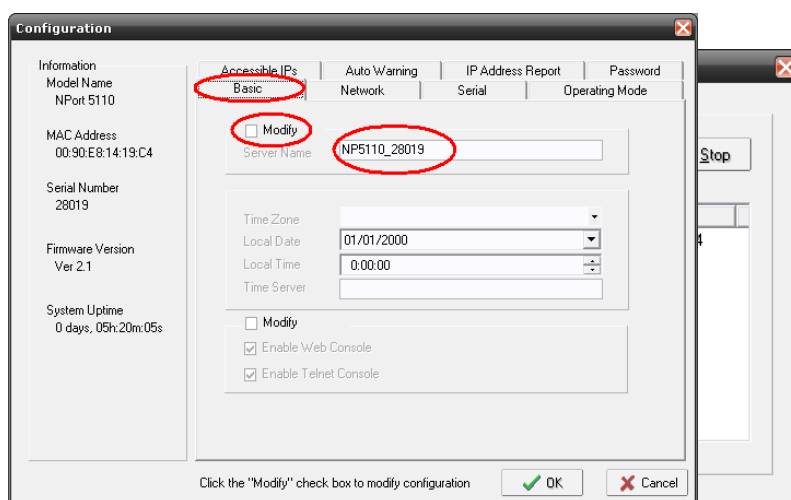 Configuration
Information
Model Name
NPort 5110
MAC Address
00:90:E8:14:19:C4
Serial Number
28019
Firmware Version
Ver 2.1
System Uptime
0 days, 05h:20m:05s
Accessible IPs
Auto Warning
IP Address Report
Password
Basic
Network
Serial
Operating Mode
Modify
Server Name
NP5110_28019
Time Zone
Local Date
01/01/2000
Local Time
0:00:00
Time Server
Modify
Enable Web Console
Enable Telnet Console
Click the "Modify" check box to modify configuration
OK
Cancel
Stop
4